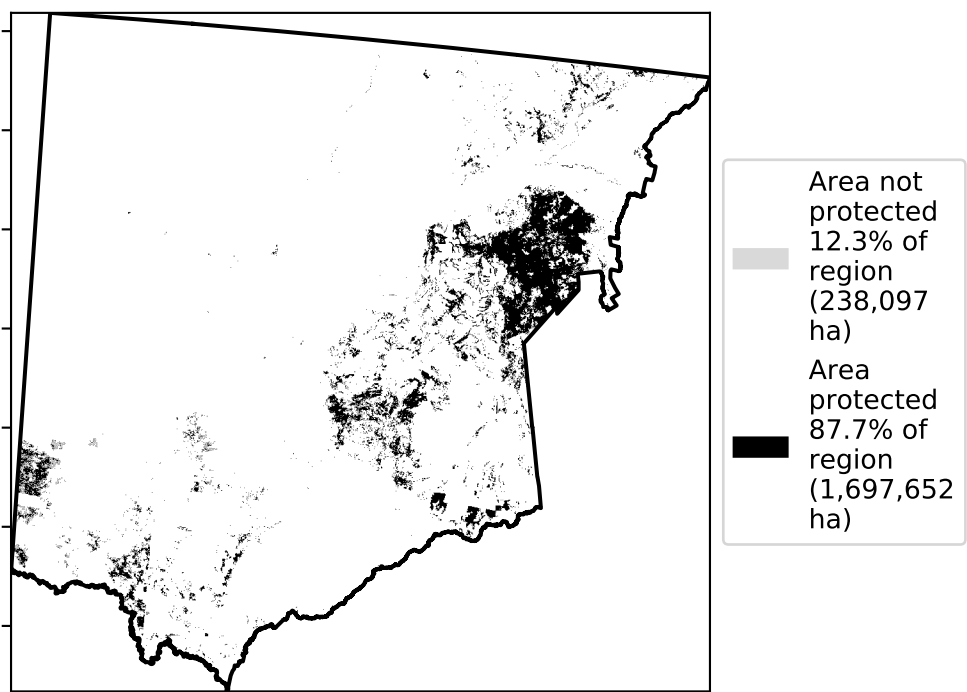 Area not
protected
12.3% of
region
(238,097
ha)
Area
protected
87.7% of
region
(1,697,652
ha)